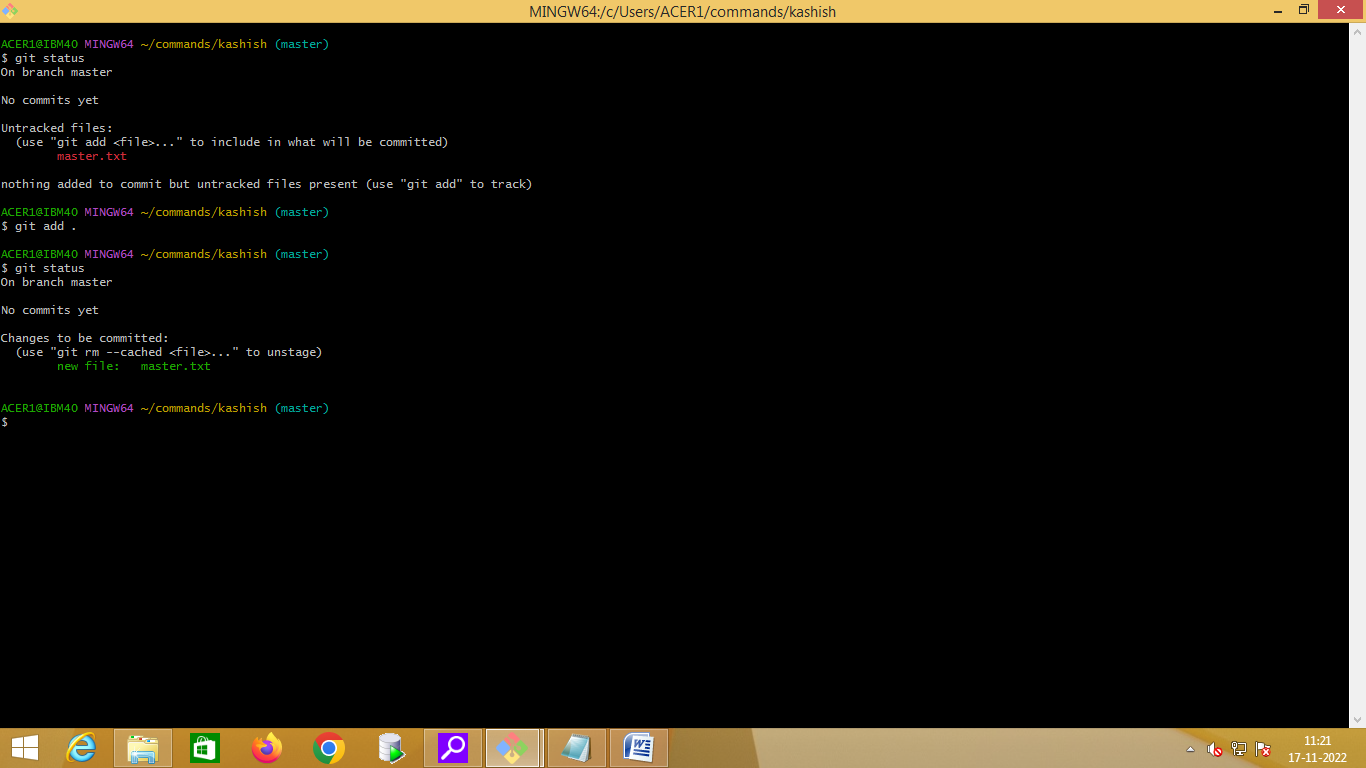 MINGW64:/c/Users/ACER1/commands/kashish
ACER1@IBM40 MINGW64 ~/commands/kashish (master)
$ git status
On branch master
No commits yet
Untracked files:
  (use "git add <file>..." to include in what will be committed)
        master.txt
nothing added to commit but untracked files present (use "git add" to track)
ACER1@IBM40 MINGW64 ~/commands/kashish (master)
$ git add .
ACER1@IBM40 MINGW64 ~/commands/kashish (master)
$ git status
On branch master
No commits yet
Changes to be committed:
  (use "git rm --cached <file>..." to unstage)
        new file:   master.txt
ACER1@IBM40 MINGW64 ~/commands/kashish (master)
$
11:21
17-11-2022